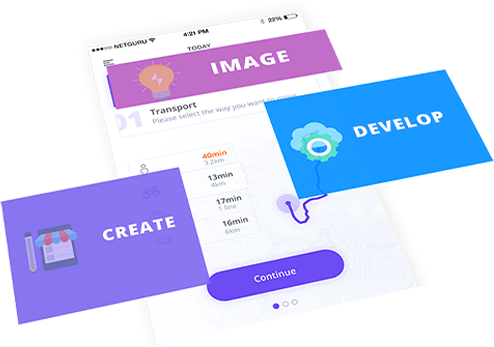 NETGURU
4:21 PM
22%
TODAY
IMAGE
01
Transport
Please select the way you want to move
DEVELOP
40min
3.2km
13min
4km
17min
1 line
16min
6km
CREATE
Continue